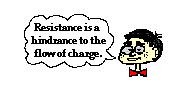 Resistance is a
hindrance to the
flow of charge.